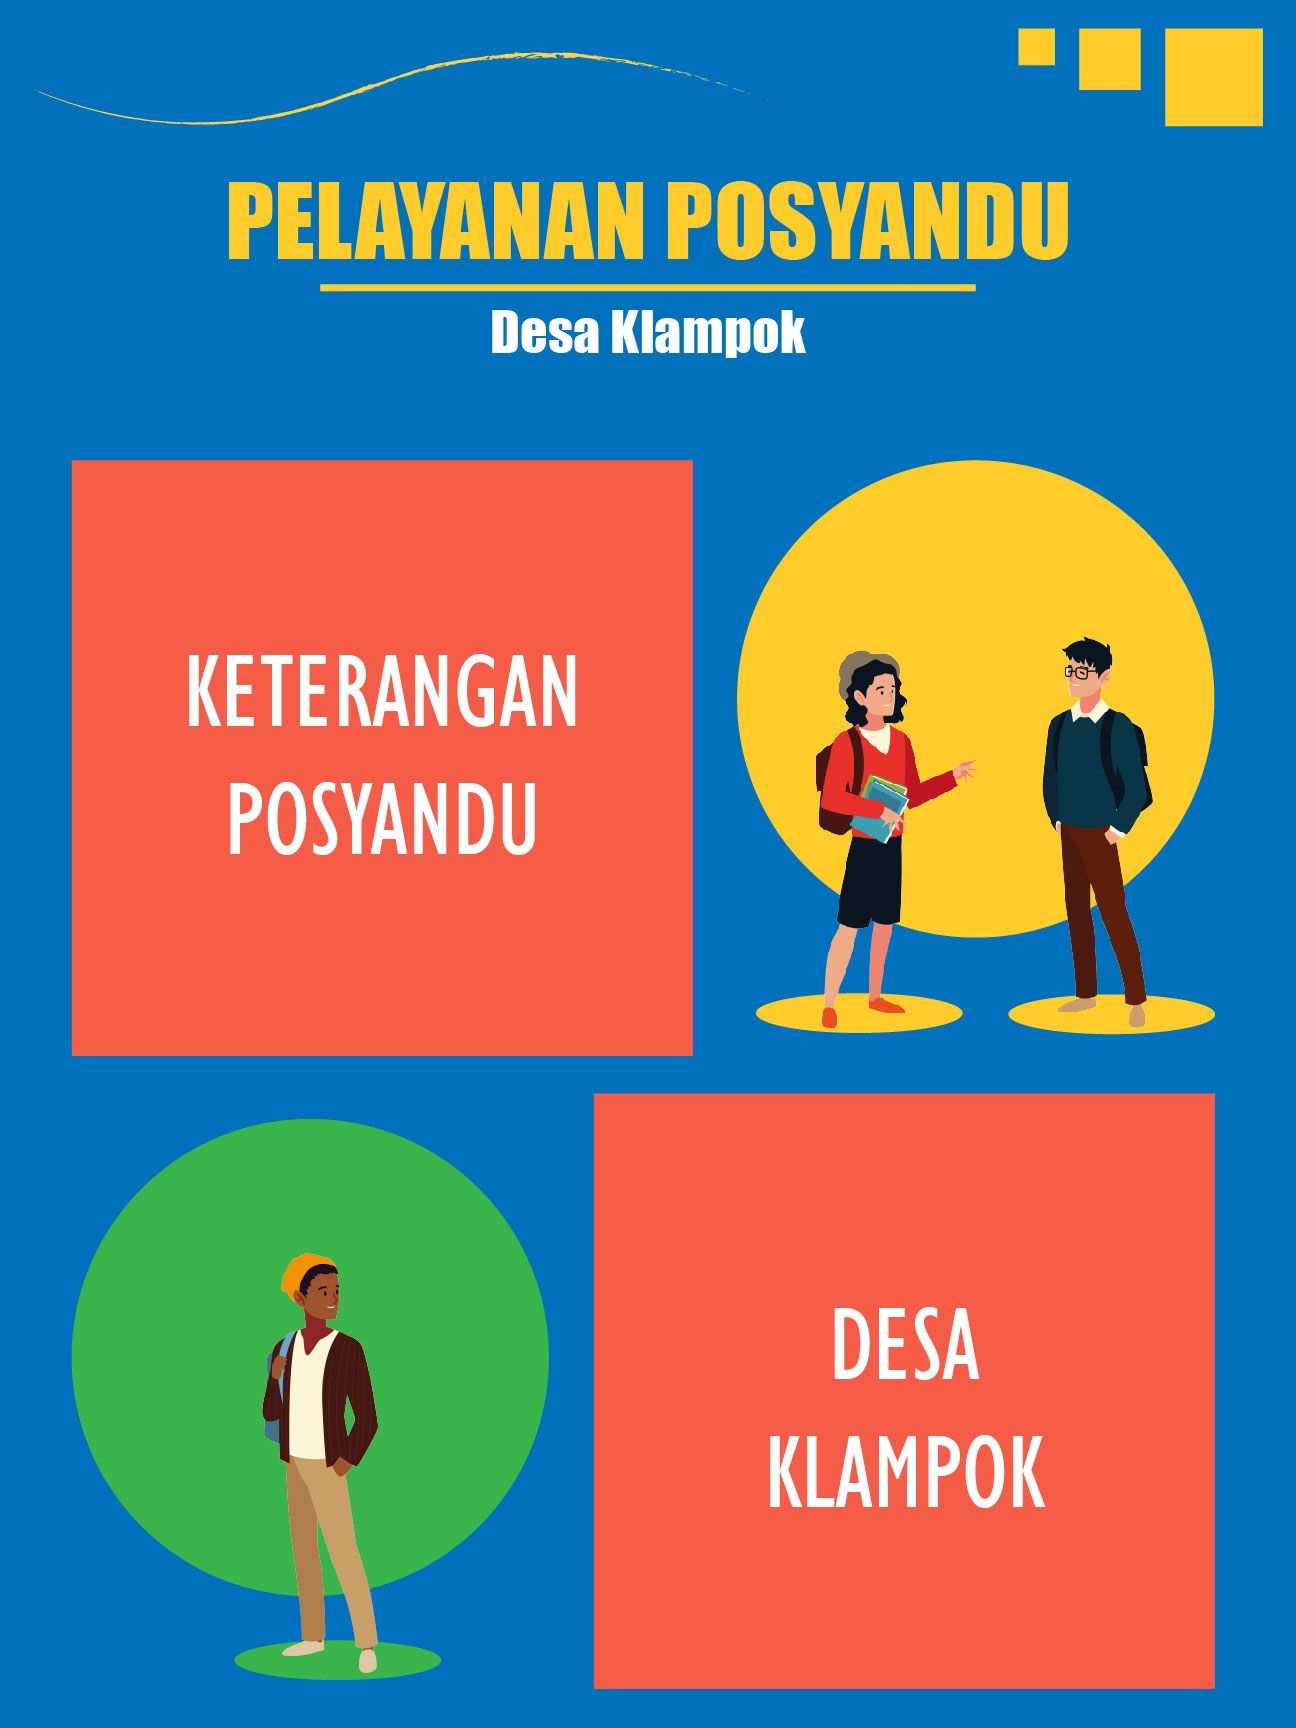 PELAYANAN POSYANDU
Desa Klampok
KETERANGAN
POSYANDU
DESA
KLAMPOK